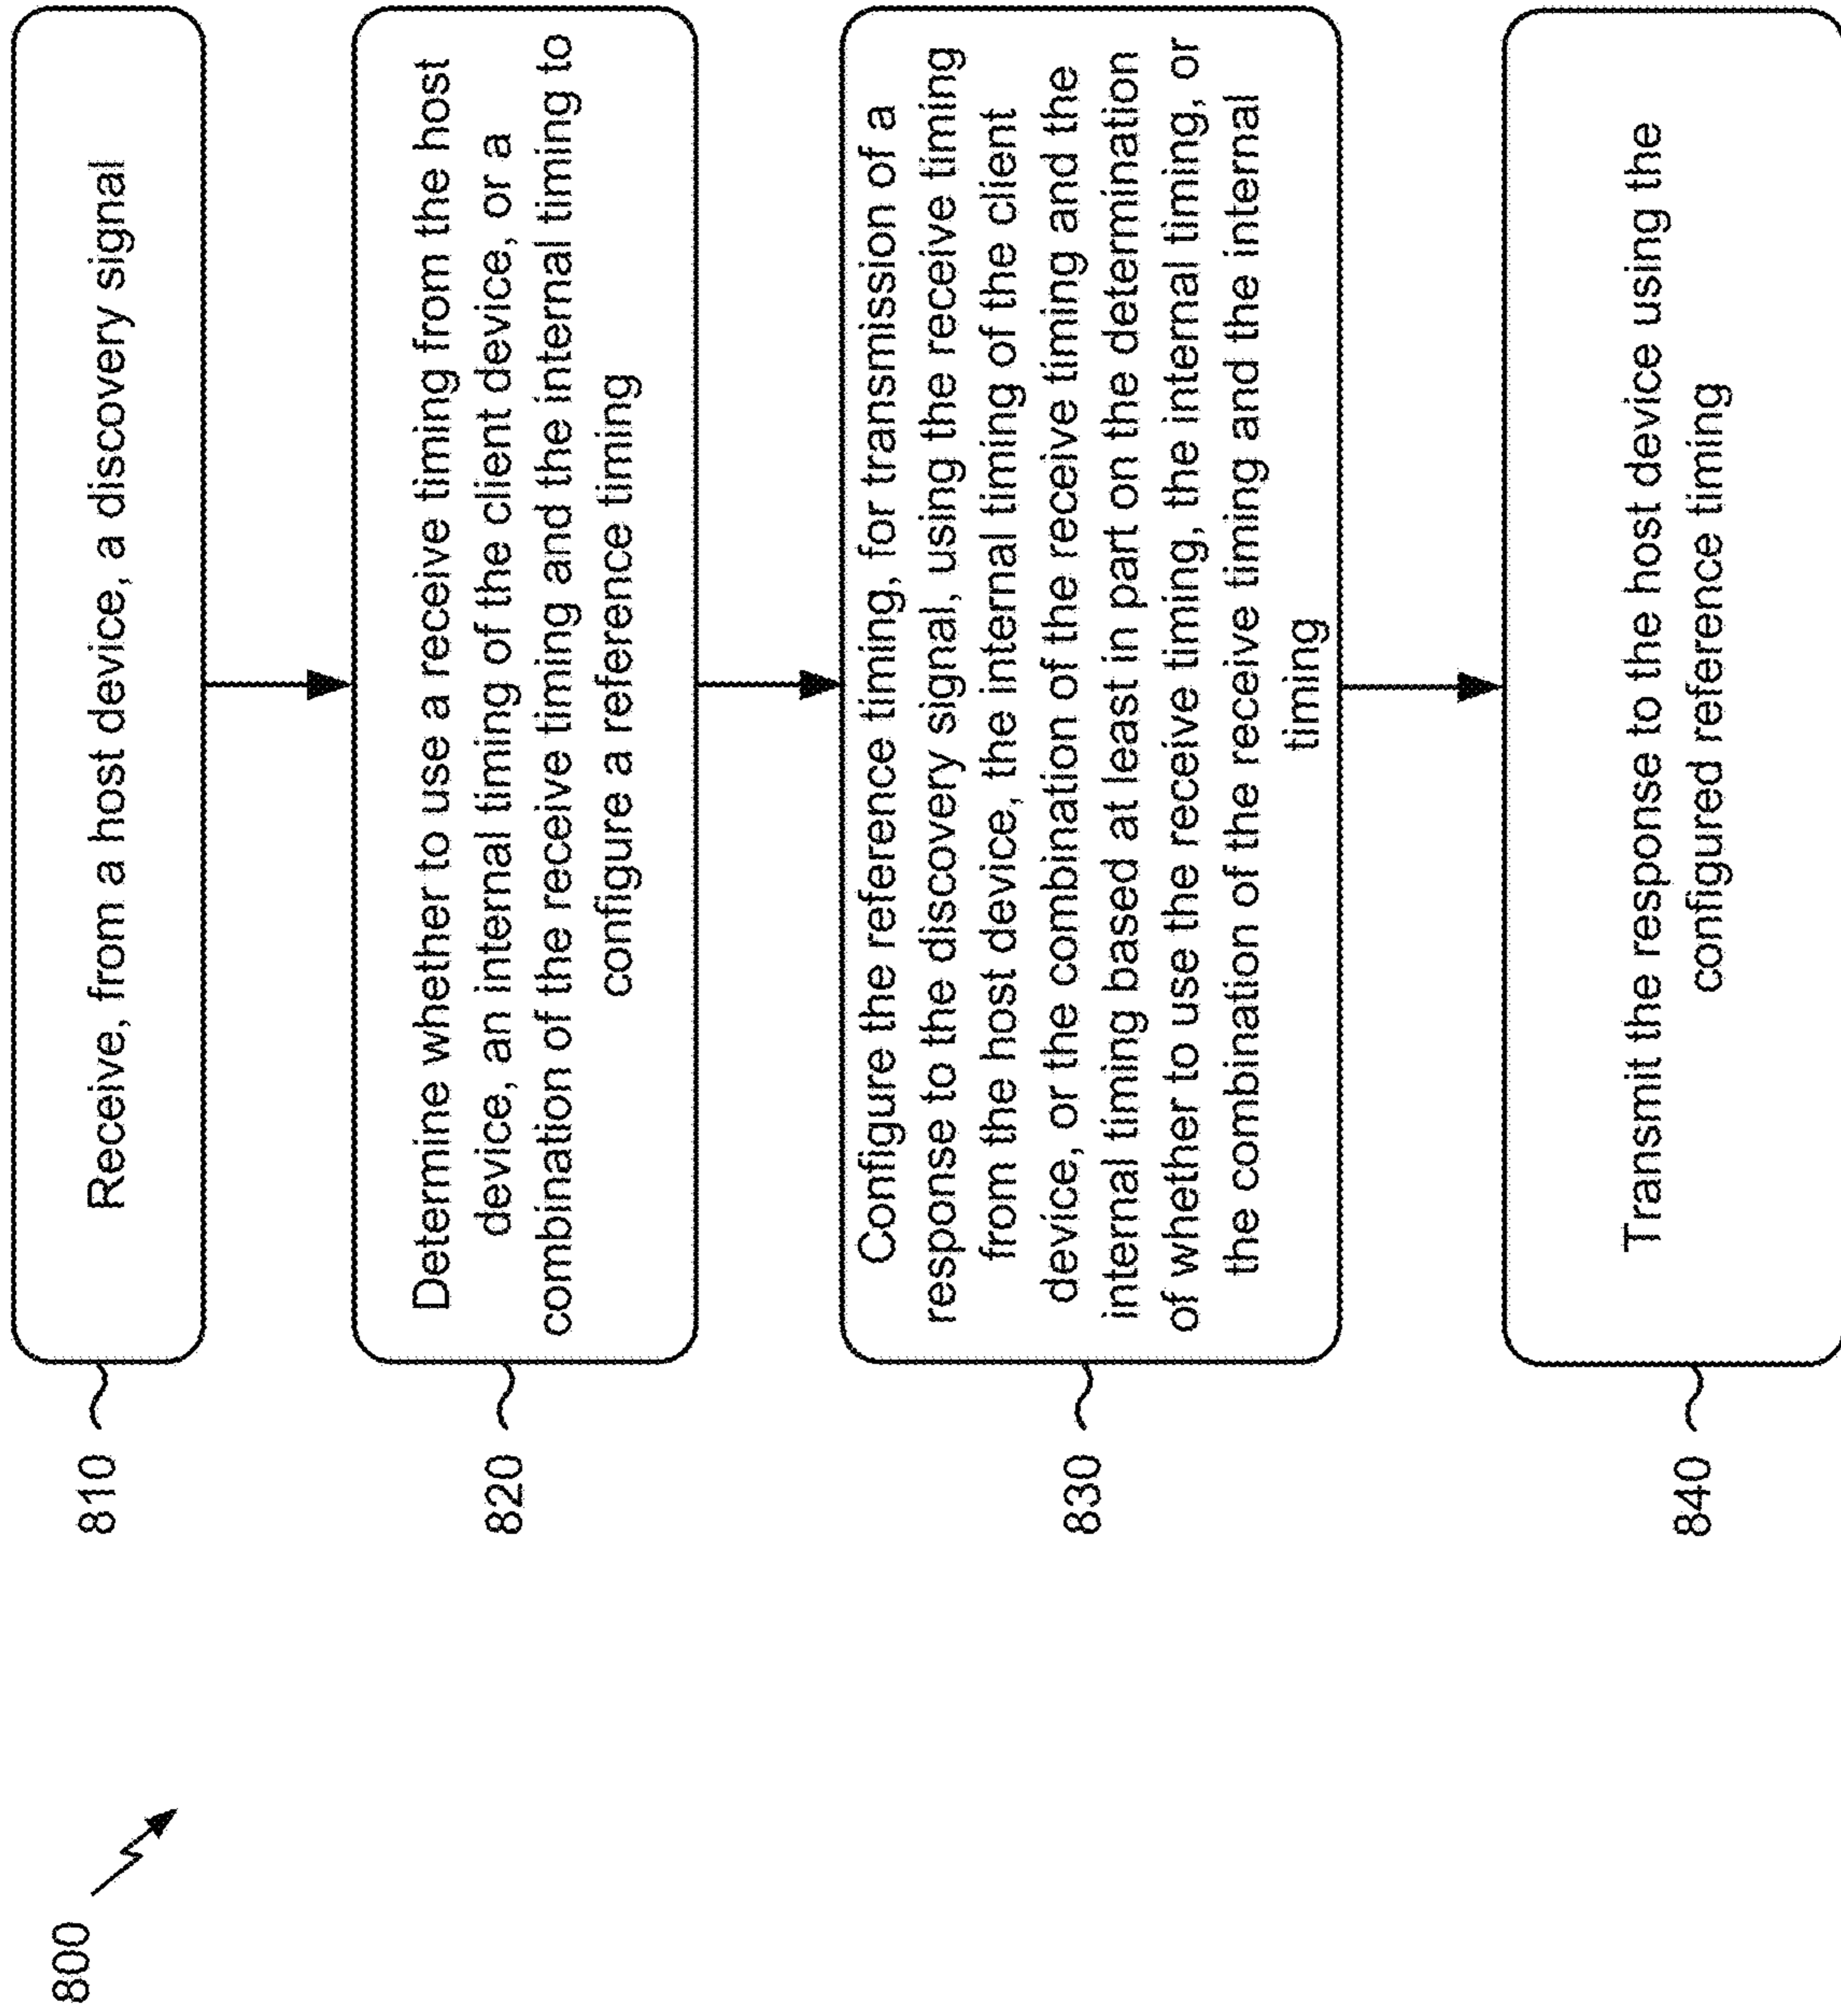 800
810
Receive, from a host device, a discovery signal
820
Determine whether to use a receive timing from the host
device, an internal timing of the client device, or a
combination of the receive timing and the internal timing to
configure a reference timing
830
Configure the reference timing, for transmission of a
response to the discovery signal, using the receive timing
from the host device, the internal timing of the client
device, or the combination of the receive timing and the
internal timing based at least in part on the determination
of whether to use the receive timing, the internal timing, or
the combination of the receive timing and the internal
timing
840
Transmit the response to the host device using the
configured reference timing